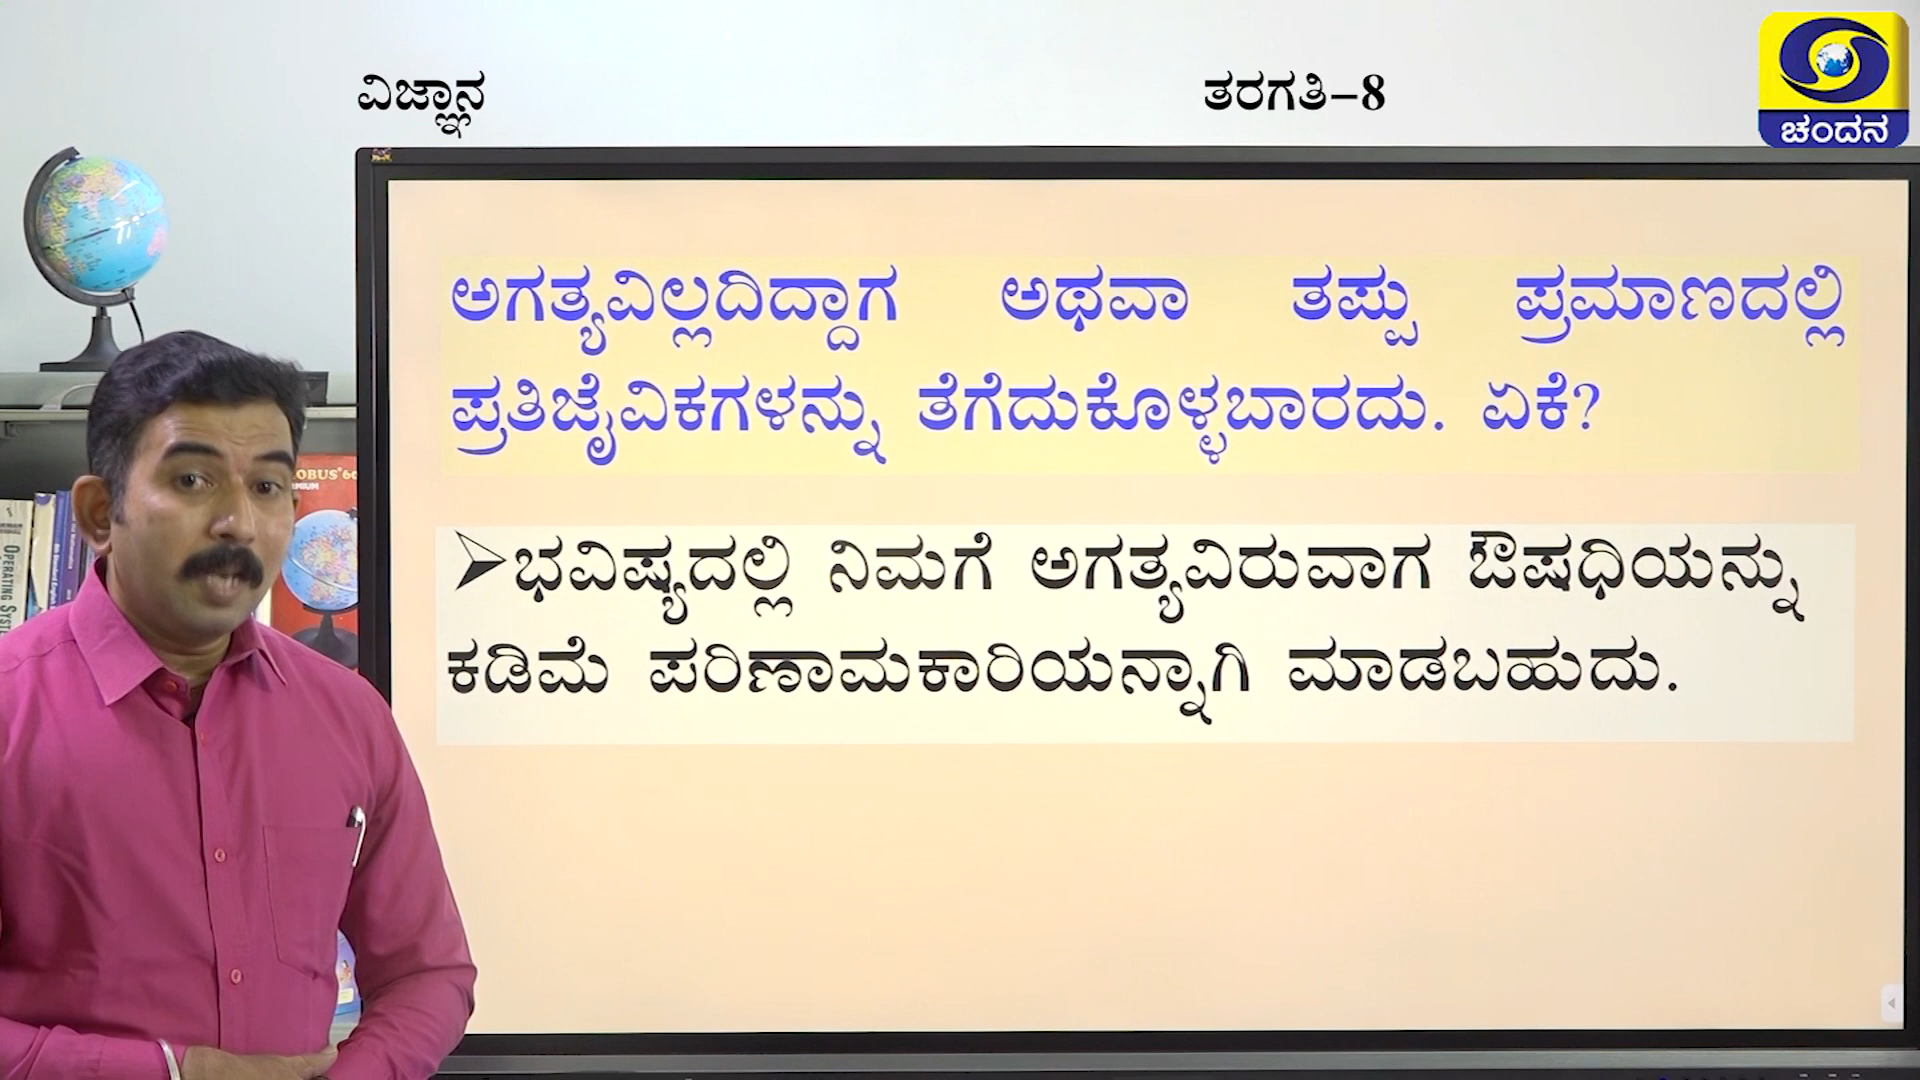 ವಿಜ್ಞಾನ
ತರಗತಿ–8
ಚಂದನ
ಅಗತ್ಯವಿಲ್ಲದಿದ್ದಾಗ ಅಥವಾ ತಪ್ಪು ಪ್ರಮಾಣದಲ್ಲಿ
ಪ್ರತಿಜೈವಿಕಗಳನ್ನು ತೆಗೆದುಕೊಳ್ಳಬಾರದು. ಏಕೆ?
➢ಭವಿಷ್ಯದಲ್ಲಿ ನಿಮಗೆ ಅಗತ್ಯವಿರುವಾಗ ಔಷಧಿಯನ್ನು
ಕಡಿಮೆ ಪರಿಣಾಮಕಾರಿಯನ್ನಾಗಿ ಮಾಡಬಹುದು.
OPERATING